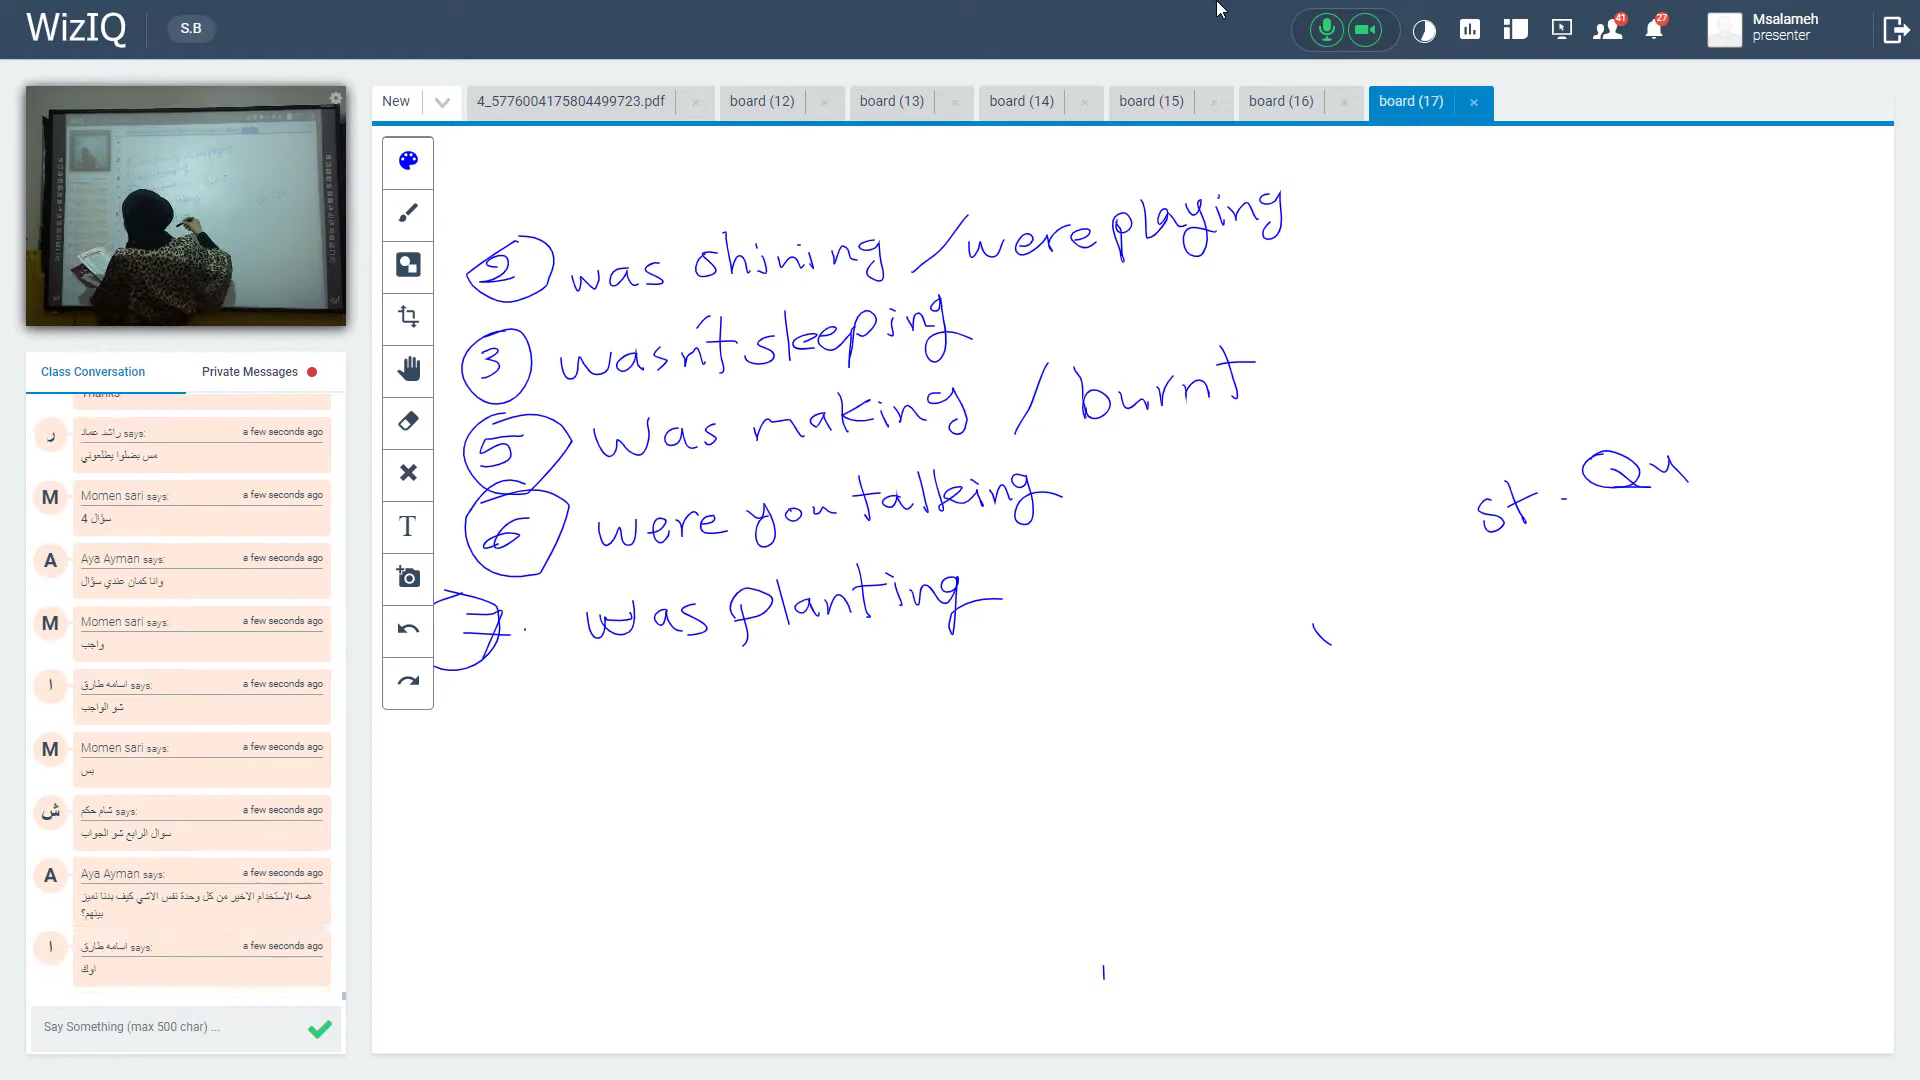 WizIQ
S.B
41
27
Msalameh
presenter
New
4_5776004175804499723.pdf
board (12)
board (13)
board (14)
board (15)
board (16)
board (17)
Class Conversation
Private Messages
Thanks
راشد عماد says:
a few seconds ago
مس بضلوا يطلعوني
M
Momen sari says:
a few seconds ago
سؤال 4
A
Aya Ayman says:
a few seconds ago
وانا كمان عندي سؤال
M
Momen sari says:
a few seconds ago
واجب
ا
اسامه طارق says:
a few seconds ago
شو الواجب
M
Momen sari says:
a few seconds ago
بس
ش
شام حكم says:
a few seconds ago
سوال الرابع شو الجواب
A
Aya Ayman says:
a few seconds ago
هسه الاستخدام الاخير من كل وحدة نفس الاشي كيف بدنا نميز
بينهم؟
ا
اسامه طارق says:
a few seconds ago
اوك
Say Something (max 500 char) ...
T
2 was shining / were playing
3 wasn't sleeping
5 was making / burnt
6 were you talking
7. was planting
st.